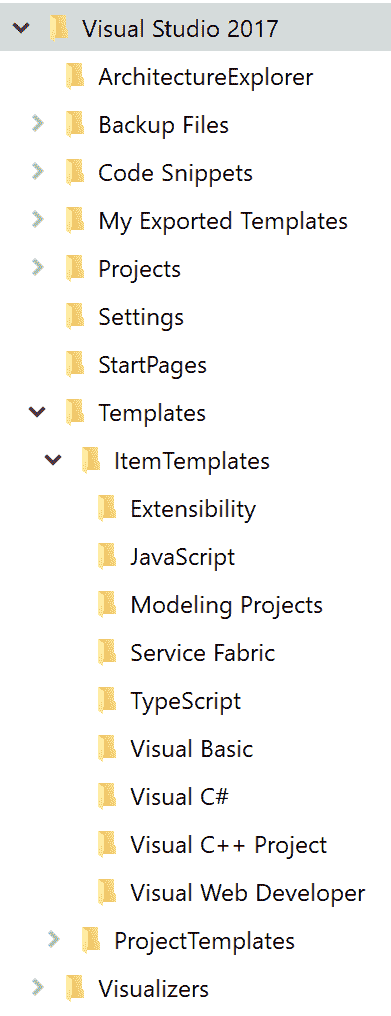 Visual Studio 2017
ArchitectureExplorer
Backup Files
Code Snippets
My Exported Templates
Projects
Settings
StartPages
Templates
ItemTemplates
Extensibility
JavaScript
Modeling Projects
Service Fabric
TypeScript
Visual Basic
Visual C#
Visual C++ Project
Visual Web Developer
ProjectTemplates
Visualizers